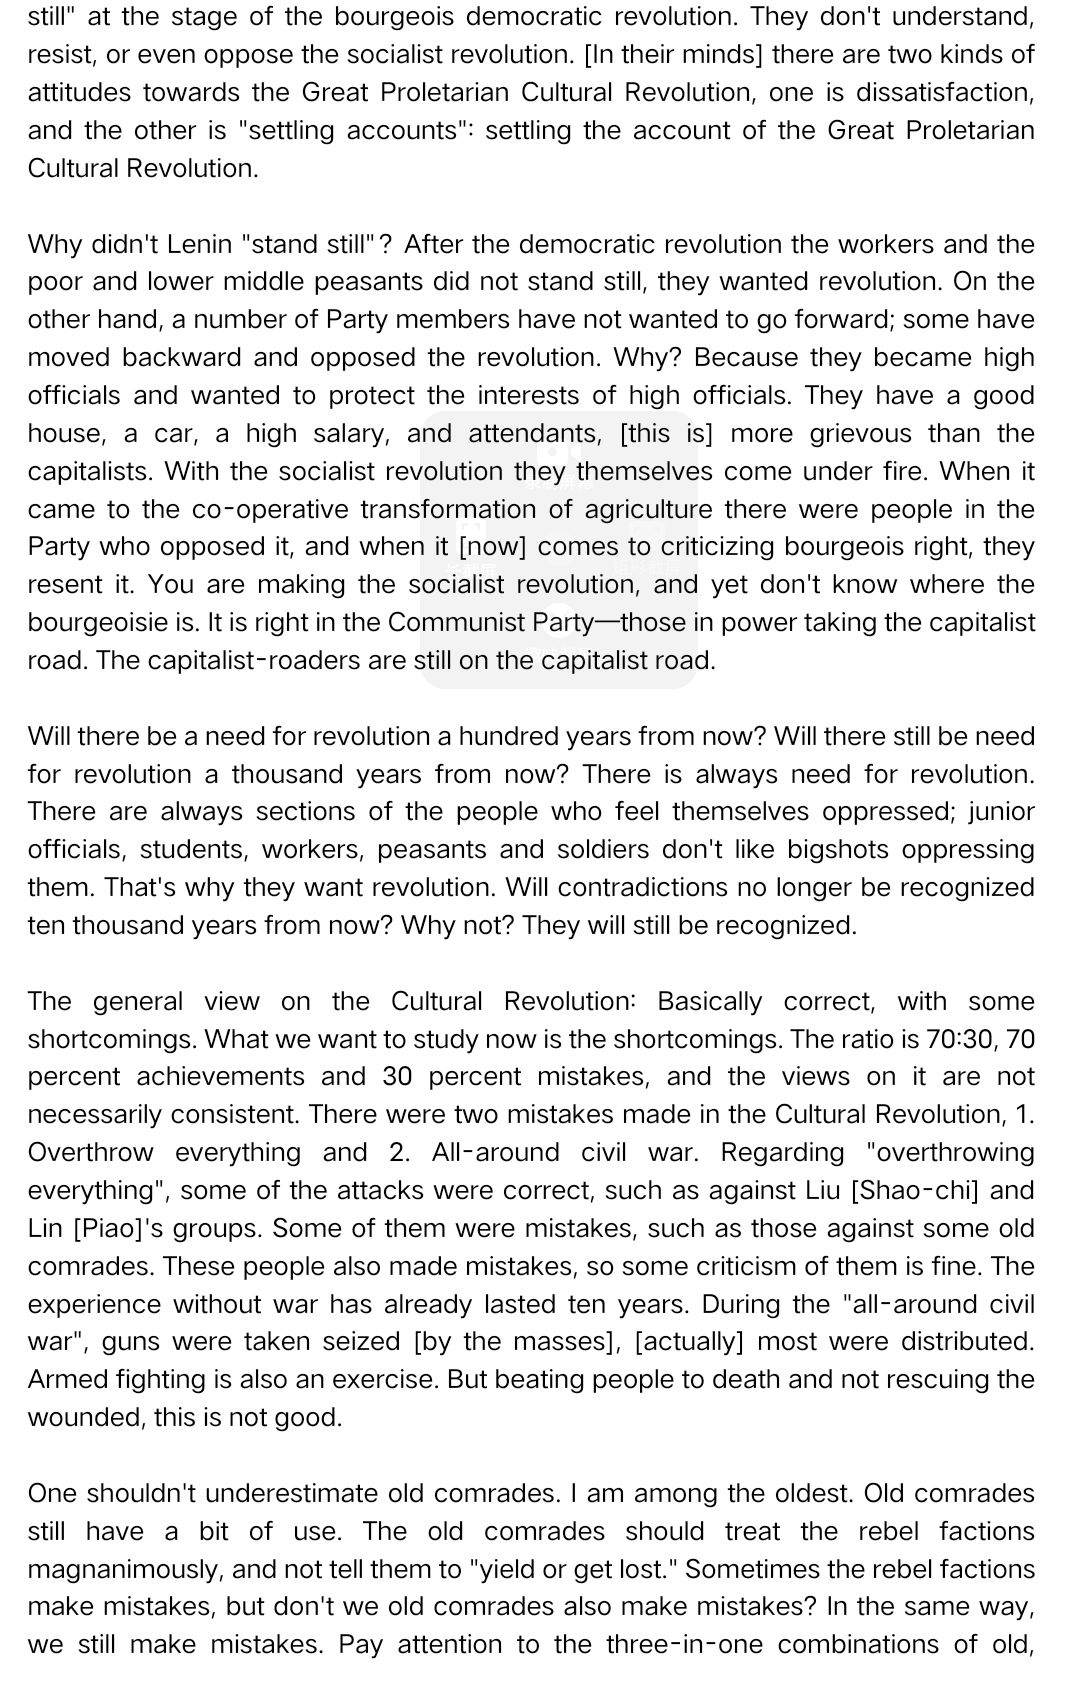 still" at the stage of the bourgeois democratic revolution. They don't understand,
resist, or even oppose the socialist revolution. [In their minds] there are two kinds of
attitudes towards the Great Proletarian Cultural Revolution, one is dissatisfaction,
and the other is "settling accounts": settling the account of the Great Proletarian
Cultural Revolution.
Why didn't Lenin "stand still"? After the democratic revolution the workers and the
poor and lower middle peasants did not stand still, they wanted revolution. On the
other hand, a number of Party members have not wanted to go forward; some have
moved backward and opposed the revolution. Why? Because they became high
officials and wanted to protect the interests of high officials. They have a good
house, a car, a high salary, and attendants, [this is] more grievous than the
capitalists. With the socialist revolution they themselves come under fire. When it
came to the co-operative transformation of agriculture there were people in the
Party who opposed it, and when it [now] comes to criticizing bourgeois right, they
resent it. You are making the socialist revolution, and yet don't know where the
bourgeoisie is. It is right in the Communist Party—those in power taking the capitalist
road. The capitalist-roaders are still on the capitalist road.
Will there be a need for revolution a hundred years from now? Will there still be need
for revolution a thousand years from now? There is always need for revolution.
There are always sections of the people who feel themselves oppressed; junior
officials, students, workers, peasants and soldiers don't like bigshots oppressing
them. That's why they want revolution. Will contradictions no longer be recognized
ten thousand years from now? Why not? They will still be recognized.
The general view on the Cultural Revolution: Basically correct, with some
shortcomings. What we want to study now is the shortcomings. The ratio is 70:30, 70
percent achievements and 30 percent mistakes, and the views on it are not
necessarily consistent. There were two mistakes made in the Cultural Revolution, 1.
Overthrow everything and 2. All-around civil war. Regarding "overthrowing
everything", some of the attacks were correct, such as against Liu [Shao-chi] and
Lin [Piao]'s groups. Some of them were mistakes, such as those against some old
comrades. These people also made mistakes, so some criticism of them is fine. The
experience without war has already lasted ten years. During the "all-around civil
war", guns were taken seized [by the masses], [actually] most were distributed.
Armed fighting is also an exercise. But beating people to death and not rescuing the
wounded, this is not good.
One shouldn't underestimate old comrades. I am among the oldest. Old comrades
still have a bit of use. The old comrades should treat the rebel factions
magnanimously, and not tell them to "yield or get lost." Sometimes the rebel factions
make mistakes, but don't we old comrades also make mistakes? In the same way,
we still make mistakes. Pay attention to the three-in-one combinations of old,